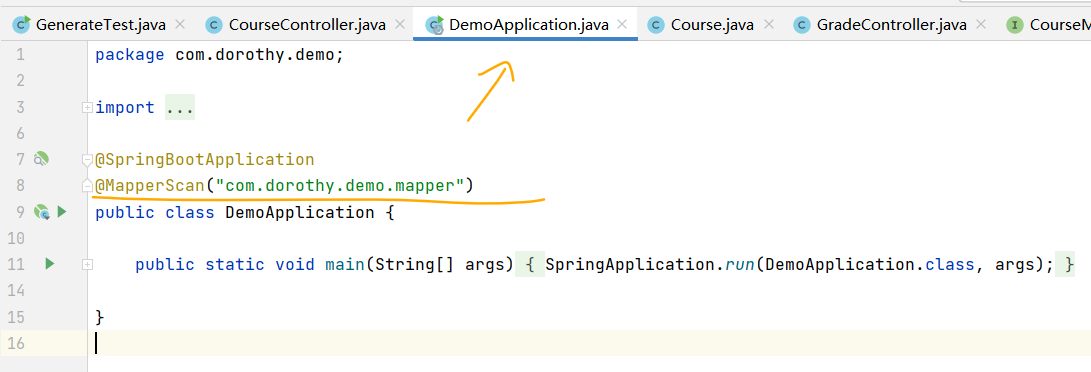 GenerateTest.java CourseController.java DemoApplication.java Course.java GradeController.java CourseM
1 package com.dorothy.demo;
2
3 import ...
6
7 @SpringBootApplication
8 @MapperScan("com.dorothy.demo.mapper")
9 public class DemoApplication {
10
11 public static void main(String[] args) { SpringApplication.run(DemoApplication.class, args); }
14
15 }
16